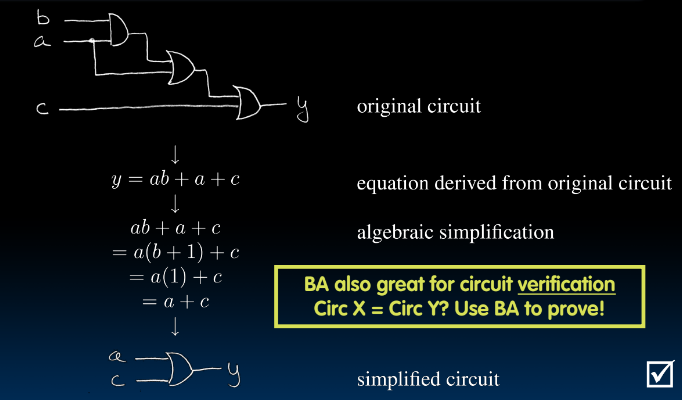 b
a
c
y
original circuit
↓
y = ab + a + c
equation derived from original circuit
↓
ab + a + c
algebraic simplification
= a(b + 1) + c
= a(1) + c
= a + c
BA also great for circuit verification
Circ X = Circ Y? Use BA to prove!
↓
a
c
y
simplified circuit